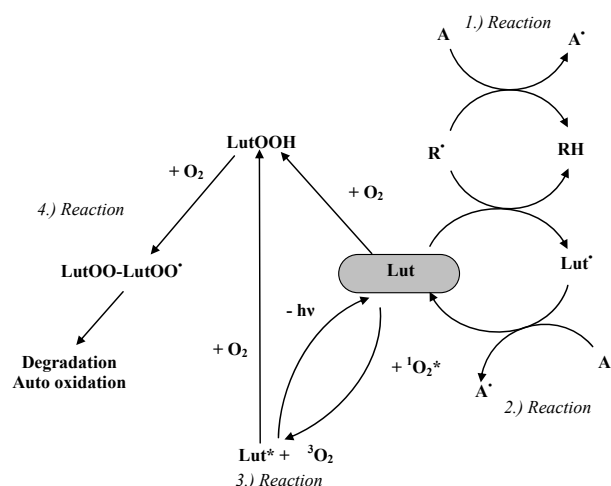 1.) Reaction
A A•
LutOOH
R• RH
+ O₂ + O₂
4.) Reaction
LutOO-LutOO•
Lut Lut•
- hν
Degradation
Auto oxidation
+ O₂ + ¹O₂*
A
A•
2.) Reaction
Lut* + ³O₂
3.) Reaction